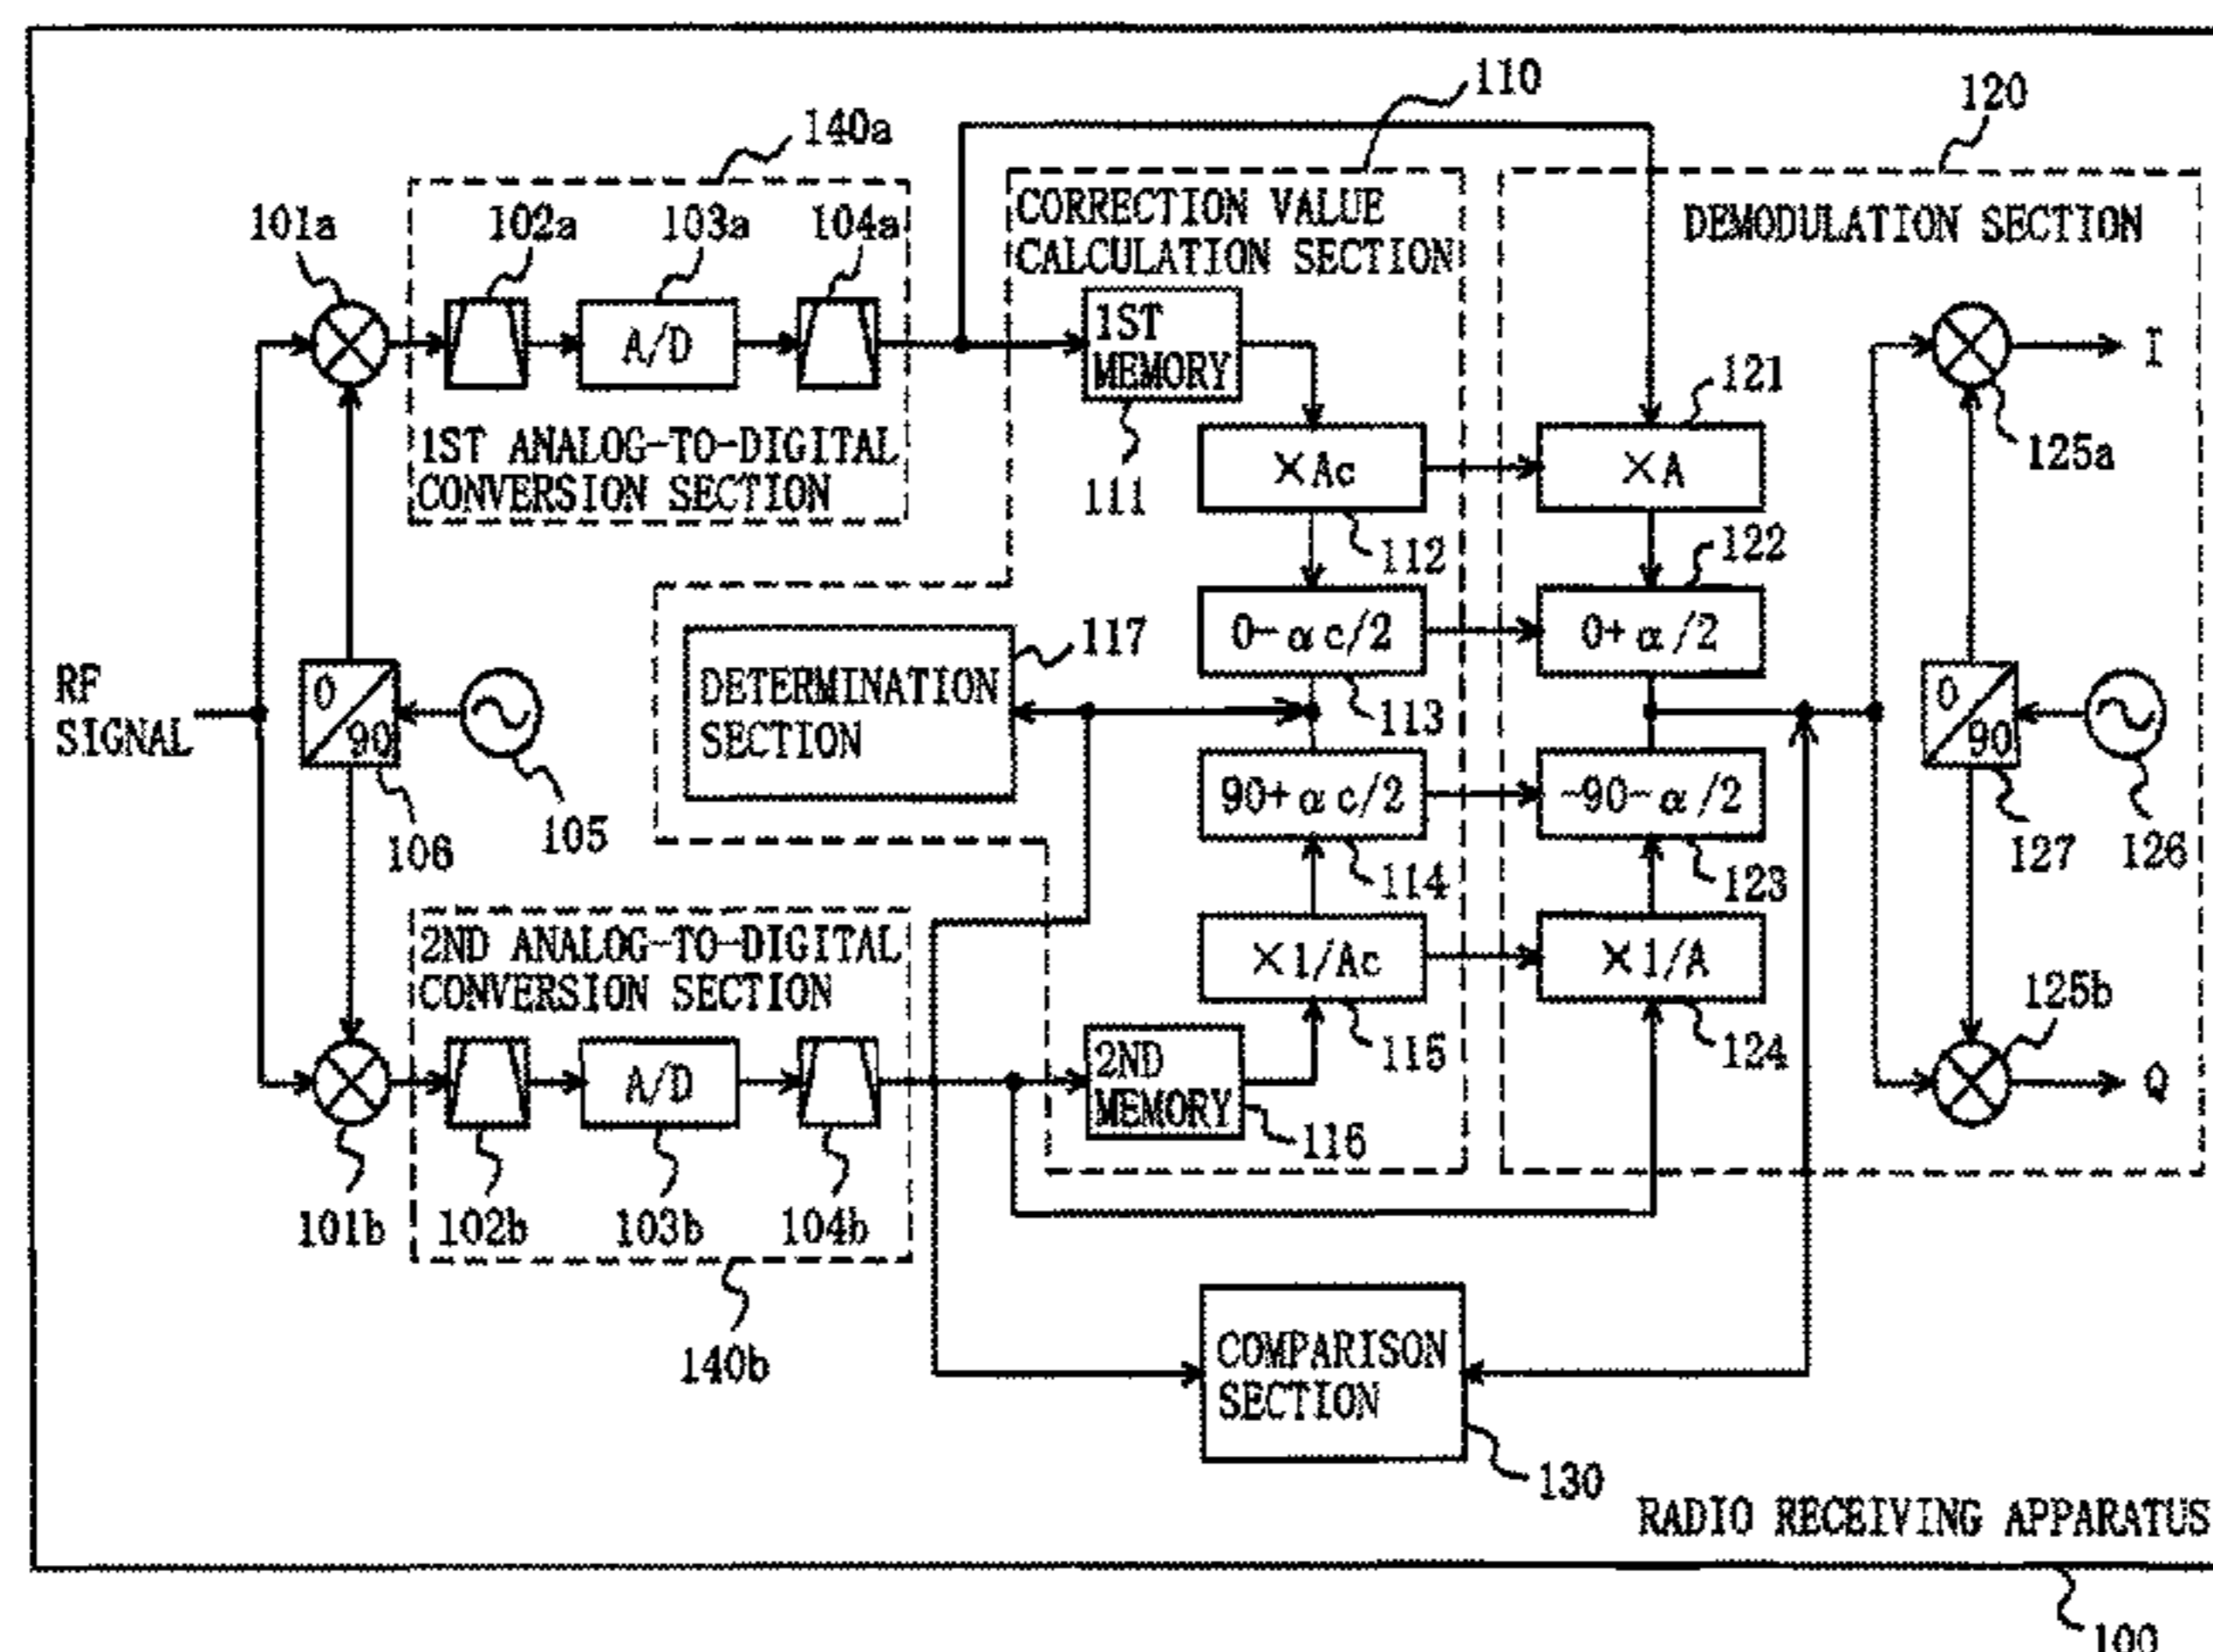 110
120
140a
CORRECTION VALUE
CALCULATION SECTION
DEMODULATION SECTION
101a
102a
103a
104a
A/D
1ST
MEMORY
I
1ST ANALOG-TO-DIGITAL
CONVERSION SECTION
111
×Ac
121
×A
125a
112
122
0-αc/2
0+α/2
117
DETERMINATION
SECTION
113
RF
SIGNAL
0
90
105
106
0
90
126
127
90+αc/2
-90-α/2
114
123
2ND ANALOG-TO-DIGITAL
CONVERSION SECTION
×1/Ac
×1/A
115
124
125b
A/D
2ND
MEMORY
116
Q
101b
102b
103b
104b
140b
COMPARISON
SECTION
130
RADIO RECEIVING APPARATUS
100